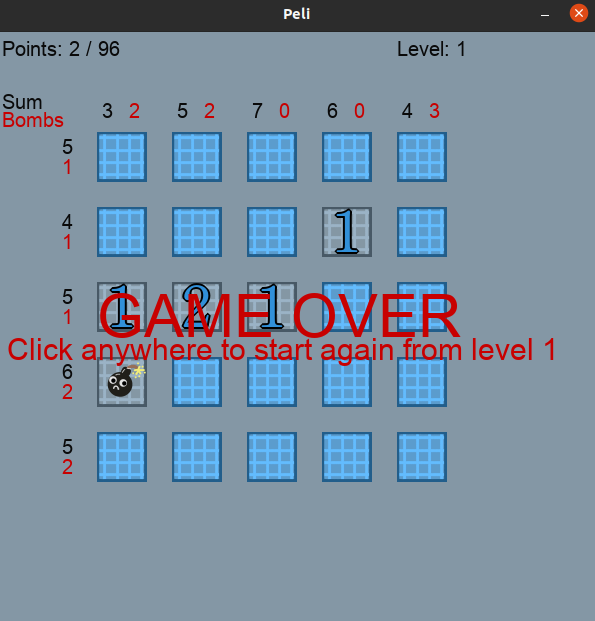 Peli
Points: 2 / 96 Level: 1
Sum
Bombs
3 2 5 2 7 0 6 0 4 3
5
1
4
1
1
5
1
1 2 1
GAME OVER
Click anywhere to start again from level 1
6
2
5
2